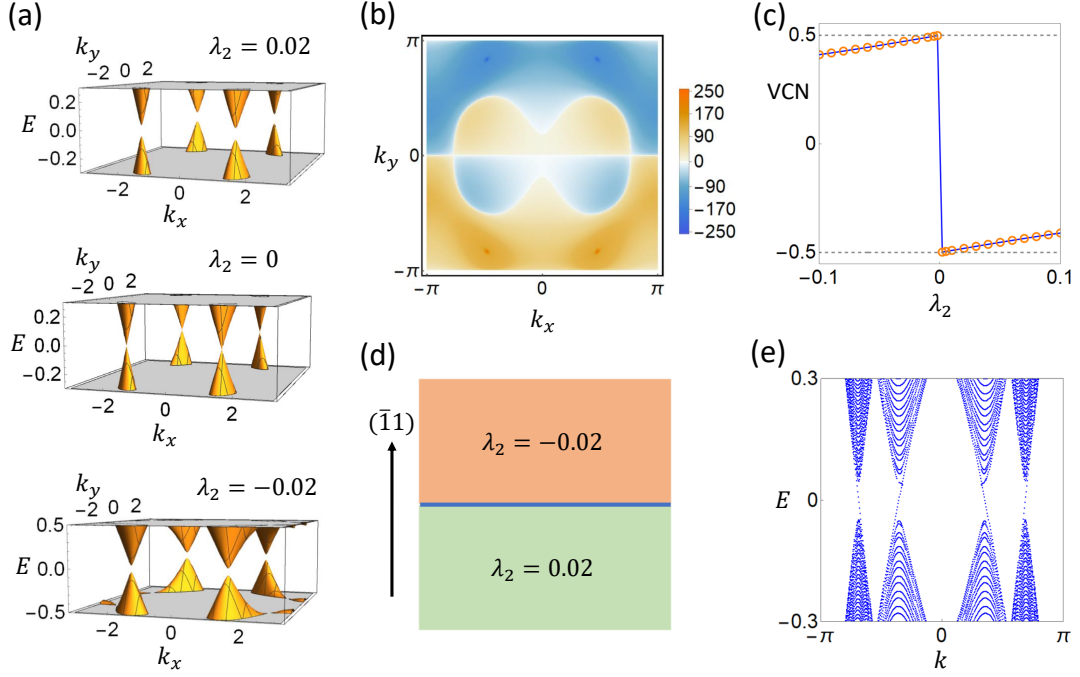 (a)
k_y
−2 0 2
λ_2 = 0.02
E
0.2
0.0
−0.2
−2 0 2
k_x
k_y
−2 0 2
λ_2 = 0
E
0.2
0.0
−0.2
−2 0 2
k_x
k_y
−2 0 2
λ_2 = −0.02
E
0.5
0.0
−0.5
−2 0 2
k_x
(b)
π
k_y
0
−π
−π 0 π
k_x
250
170
90
0
−90
−170
−250
(c)
VCN
0.5
0
−0.5
−0.1 0 0.1
λ_2
(d)
(1̄1)
λ_2 = −0.02
λ_2 = 0.02
(e)
0.3
E
0
−0.3
−π 0 π
k